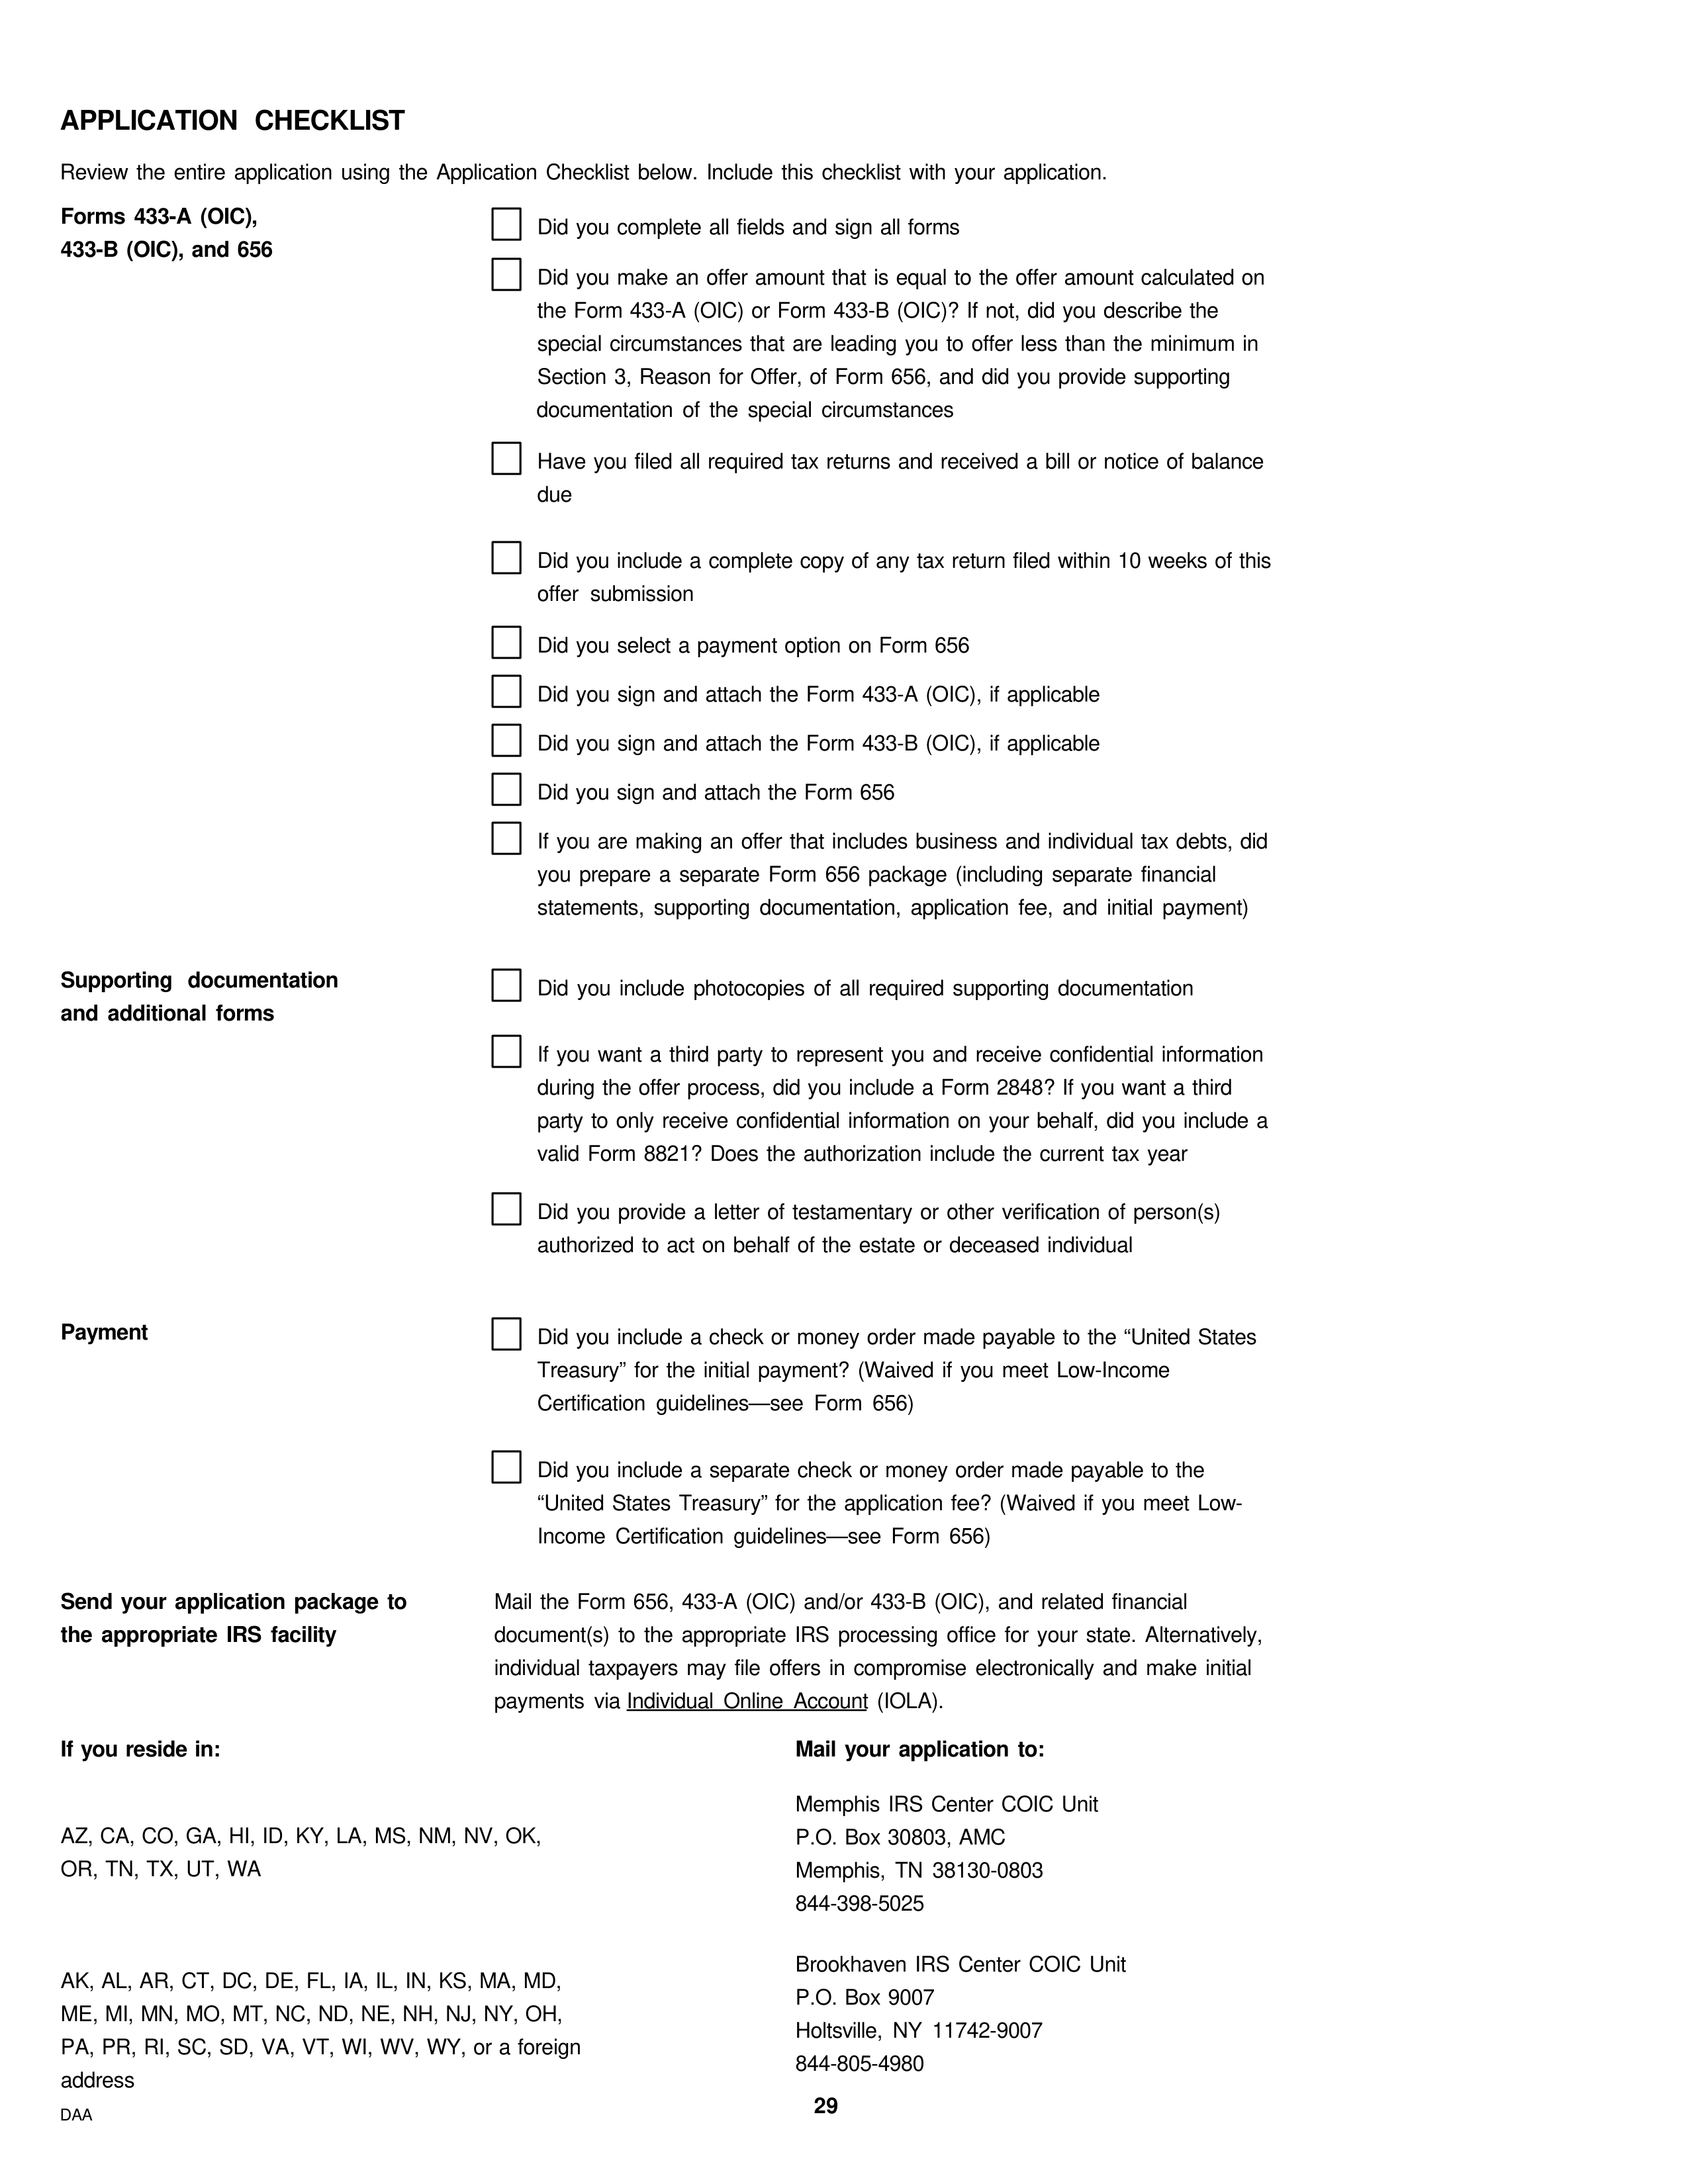 APPLICATION CHECKLIST
Review the entire application using the Application Checklist below. Include this checklist with your application.
Forms 433-A (OIC),
433-B (OIC), and 656
Did you complete all fields and sign all forms
Did you make an offer amount that is equal to the offer amount calculated on
the Form 433-A (OIC) or Form 433-B (OIC)? If not, did you describe the
special circumstances that are leading you to offer less than the minimum in
Section 3, Reason for Offer, of Form 656, and did you provide supporting
documentation of the special circumstances
Have you filed all required tax returns and received a bill or notice of balance
due
Did you include a complete copy of any tax return filed within 10 weeks of this
offer submission
Did you select a payment option on Form 656
Did you sign and attach the Form 433-A (OIC), if applicable
Did you sign and attach the Form 433-B (OIC), if applicable
Did you sign and attach the Form 656
If you are making an offer that includes business and individual tax debts, did
you prepare a separate Form 656 package (including separate financial
statements, supporting documentation, application fee, and initial payment)
Supporting documentation
and additional forms
Did you include photocopies of all required supporting documentation
If you want a third party to represent you and receive confidential information
during the offer process, did you include a Form 2848? If you want a third
party to only receive confidential information on your behalf, did you include a
valid Form 8821? Does the authorization include the current tax year
Did you provide a letter of testamentary or other verification of person(s)
authorized to act on behalf of the estate or deceased individual
Payment
Did you include a check or money order made payable to the “United States
Treasury” for the initial payment? (Waived if you meet Low-Income
Certification guidelines—see Form 656)
Did you include a separate check or money order made payable to the
“United States Treasury” for the application fee? (Waived if you meet Low-
Income Certification guidelines—see Form 656)
Send your application package to
the appropriate IRS facility
Mail the Form 656, 433-A (OIC) and/or 433-B (OIC), and related financial
document(s) to the appropriate IRS processing office for your state. Alternatively,
individual taxpayers may file offers in compromise electronically and make initial
payments via Individual Online Account (IOLA).
If you reside in:
Mail your application to:
AZ, CA, CO, GA, HI, ID, KY, LA, MS, NM, NV, OK,
OR, TN, TX, UT, WA
Memphis IRS Center COIC Unit
P.O. Box 30803, AMC
Memphis, TN 38130-0803
844-398-5025
AK, AL, AR, CT, DC, DE, FL, IA, IL, IN, KS, MA, MD,
ME, MI, MN, MO, MT, NC, ND, NE, NH, NJ, NY, OH,
PA, PR, RI, SC, SD, VA, VT, WI, WV, WY, or a foreign
address
Brookhaven IRS Center COIC Unit
P.O. Box 9007
Holtsville, NY 11742-9007
844-805-4980
DAA
29